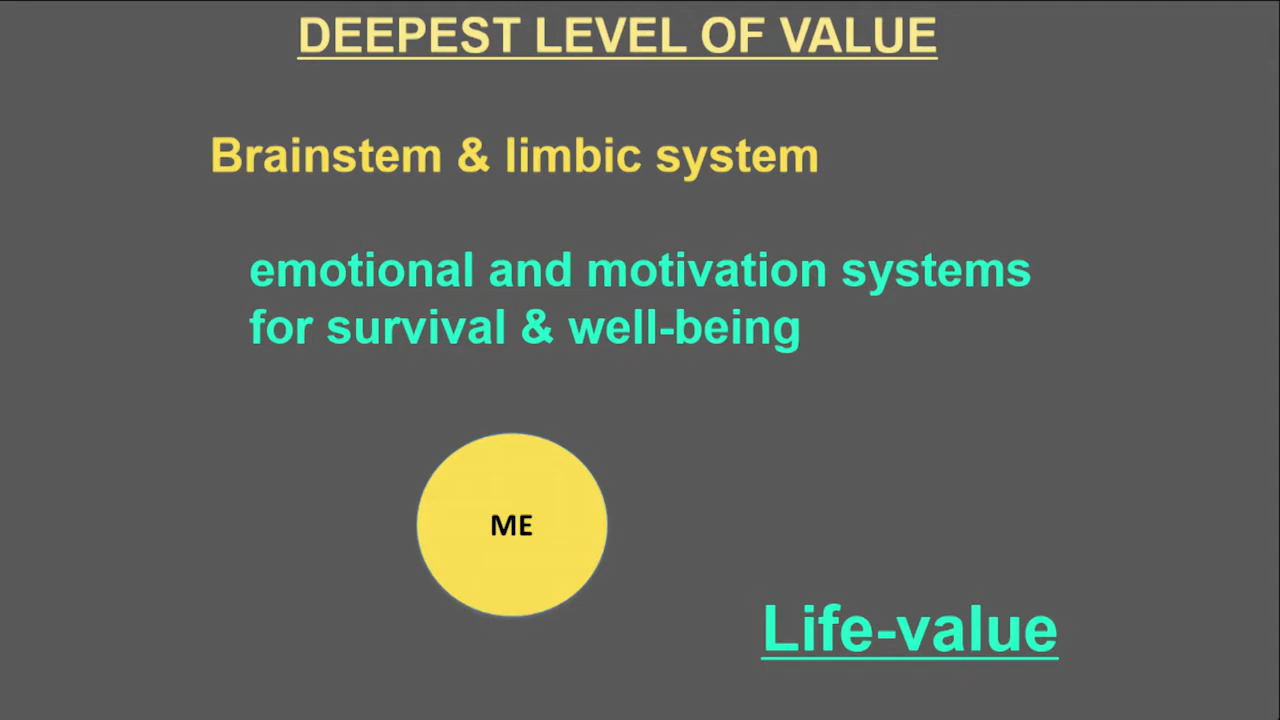 DEEPEST LEVEL OF VALUE
Brainstem & limbic system
emotional and motivation systems
for survival & well-being
ME
Life-value